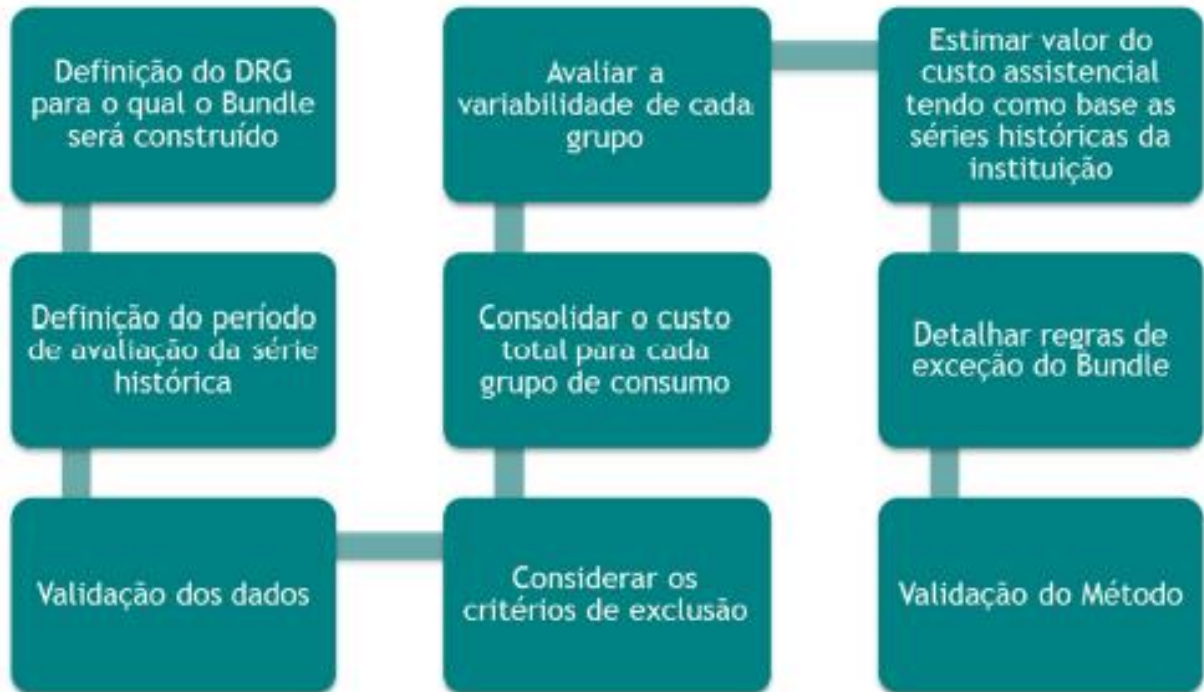 Definição do DRG
para o qual o Bundle
será construído
Definição do período
de avaliação da série
histórica
Validação dos dados
Considerar os
critérios de exclusão
Consolidar o custo
total para cada
grupo de consumo
Avaliar a
variabilidade de cada
grupo
Estimar valor do
custo assistencial
tendo como base as
séries históricas da
instituição
Detalhar regras de
exceção do Bundle
Validação do Método